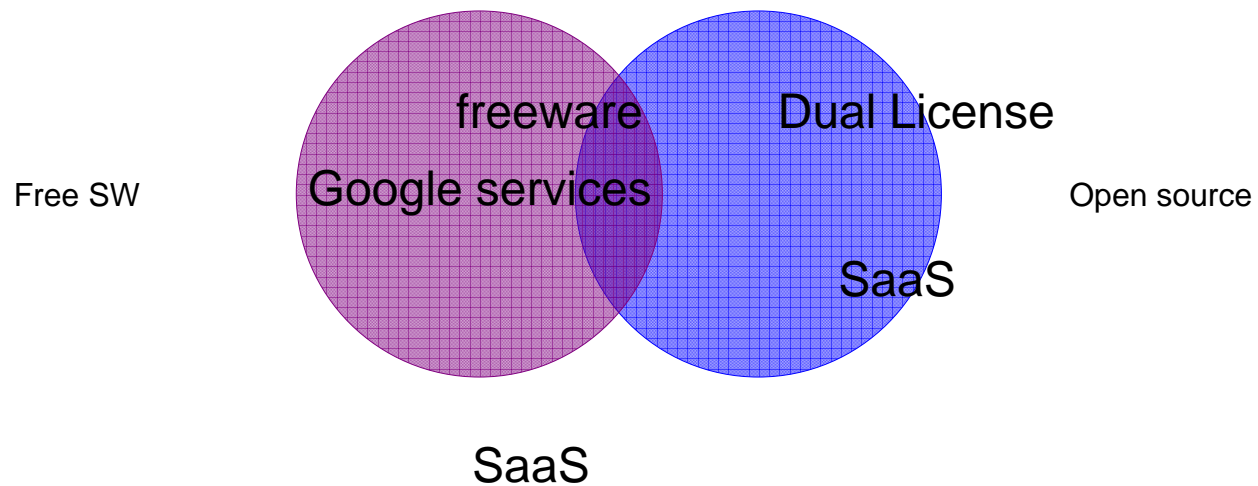 freeware
Dual License
Free SW
Google services
Open source
SaaS
SaaS